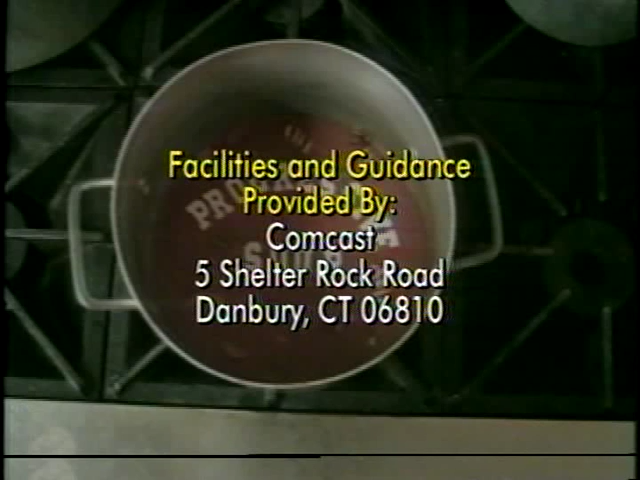 Facilities and Guidance
Provided By:
Comcast
5 Shelter Rock Road
Danbury, CT 06810